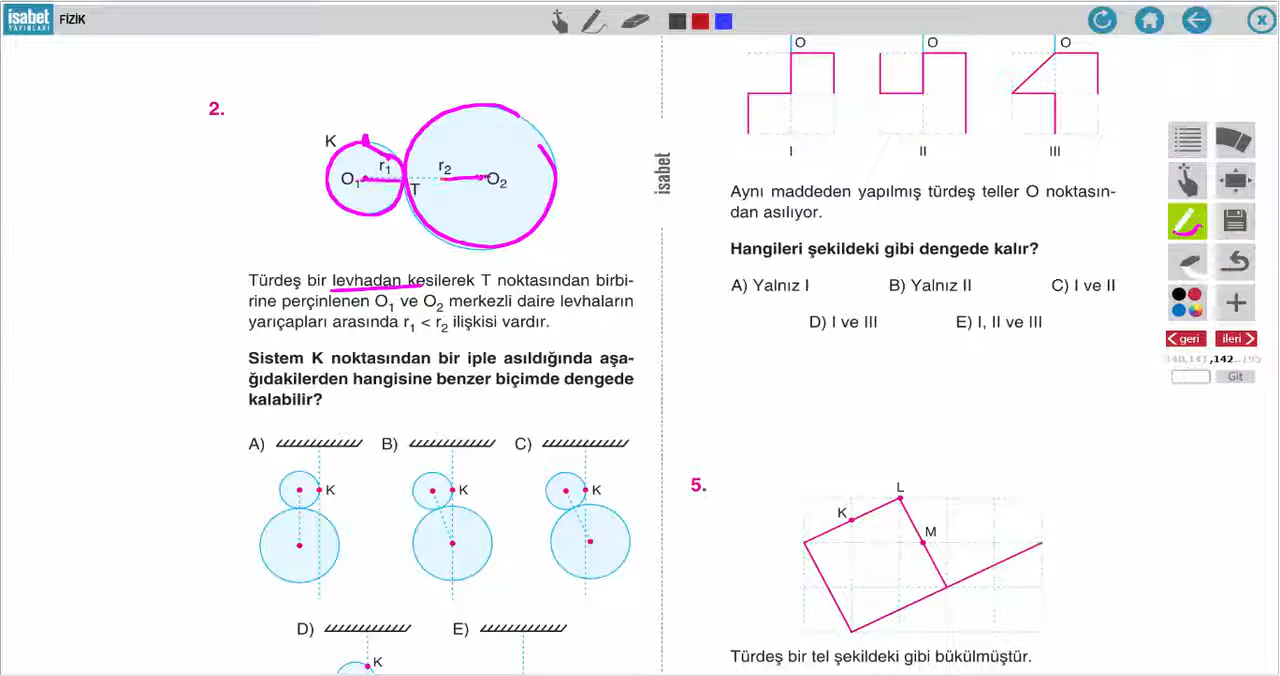 isabet
YAYINLARI
FİZİK
2.
K
r1
r2
O1
T
O2
Türdeş bir levhadan kesilerek T noktasından birbi-
rine perçinlenen O1 ve O2 merkezli daire levhaların
yarıçapları arasında r1 < r2 ilişkisi vardır.
Sistem K noktasından bir iple asıldığında aşa-
ğıdakilerden hangisine benzer biçimde dengede
kalabilir?
A)
B)
C)
K
K
K
D)
E)
K
isabet
O
O
O
I
II
III
Aynı maddeden yapılmış türdeş teller O noktasın-
dan asılıyor.
Hangileri şekildeki gibi dengede kalır?
A) Yalnız I
B) Yalnız II
C) I ve II
D) I ve III
E) I, II ve III
5.
L
K
M
Türdeş bir tel şekildeki gibi bükülmüştür.
geri
ileri
140,141,142..195
Git